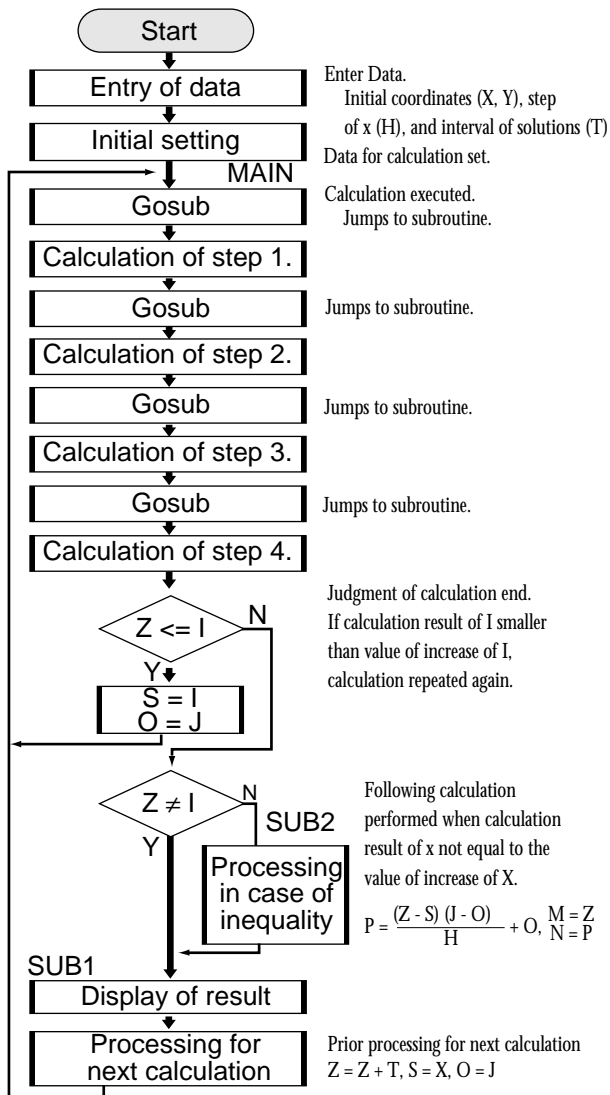 Start
Entry of data
Enter Data.
Initial coordinates (X, Y), step
of x (H), and interval of solutions (T)
Initial setting
Data for calculation set.
MAIN
Gosub
Calculation executed.
Jumps to subroutine.
Calculation of step 1.
Gosub
Jumps to subroutine.
Calculation of step 2.
Gosub
Jumps to subroutine.
Calculation of step 3.
Gosub
Jumps to subroutine.
Calculation of step 4.
Judgment of calculation end.
If calculation result of I smaller
than value of increase of I,
calculation repeated again.
Z <= I
N
Y
S = I
O = J
Z ≠ I
N
Y
SUB2
Processing
in case of
inequality
Following calculation
performed when calculation
result of x not equal to the
value of increase of X.
P = (Z - S) (J - O) / H + O, M = Z
N = P
SUB1
Display of result
Processing for
next calculation
Prior processing for next calculation
Z = Z + T, S = X, O = J